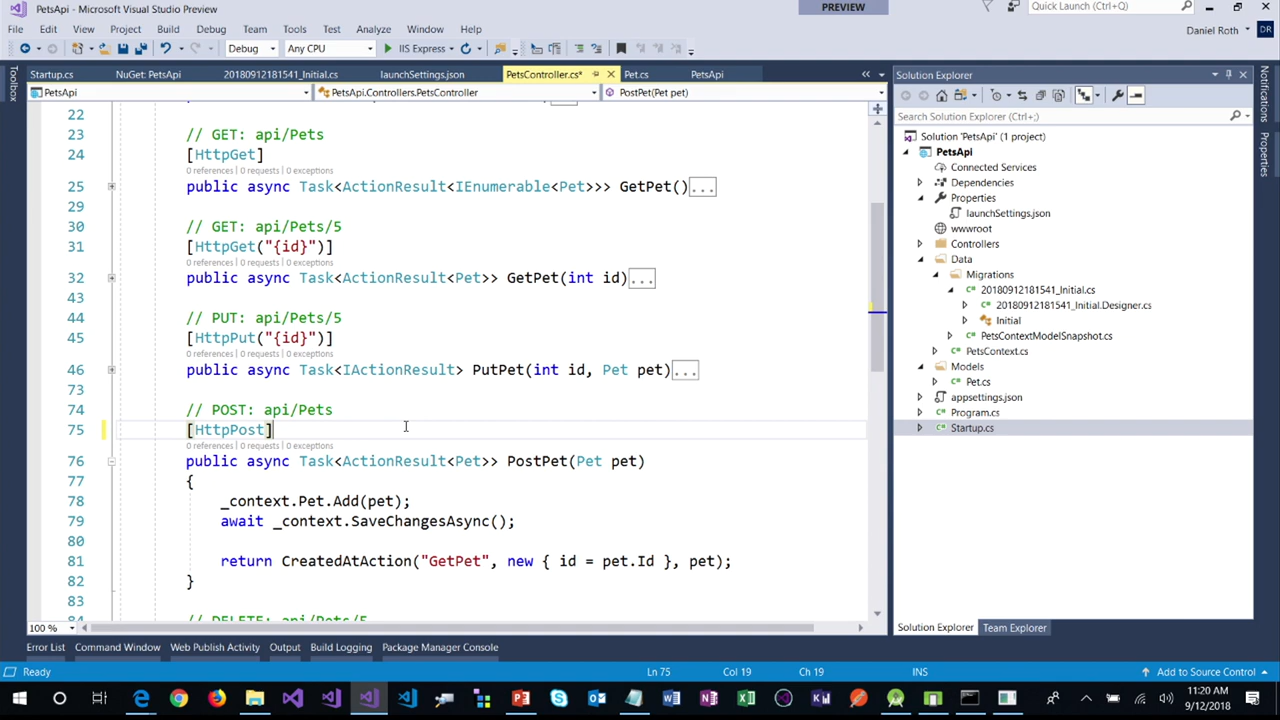 PetsApi - Microsoft Visual Studio Preview
PREVIEW
Quick Launch (Ctrl+;)
File Edit View Project Build Debug Team Tools Test Analyze Window Help
Daniel Roth DR
Debug Any CPU IIS Express
Toolbox
Startup.cs NuGet: PetsApi 20180912181541_Initial.cs launchSettings.json PetsController.cs* Pet.cs PetsApi
PetsApi PetsApi.Controllers.PetsController PostPet(Pet pet)
22
23 // GET: api/Pets
24 [HttpGet]
0 references | 0 requests | 0 exceptions
25 public async Task<ActionResult<IEnumerable<Pet>>> GetPet()...
29
30 // GET: api/Pets/5
31 [HttpGet("{id}")]
0 references | 0 requests | 0 exceptions
32 public async Task<ActionResult<Pet>> GetPet(int id)...
43
44 // PUT: api/Pets/5
45 [HttpPut("{id}")]
0 references | 0 requests | 0 exceptions
46 public async Task<IActionResult> PutPet(int id, Pet pet)...
73
74 // POST: api/Pets
75 [HttpPost]
0 references | 0 requests | 0 exceptions
76 public async Task<ActionResult<Pet>> PostPet(Pet pet)
77 {
78 _context.Pet.Add(pet);
79 await _context.SaveChangesAsync();
80
81 return CreatedAtAction("GetPet", new { id = pet.Id }, pet);
82 }
83
84 // DELETE: api/Pets/5
100 %
Solution Explorer
Search Solution Explorer (Ctrl+;)
Solution 'PetsApi' (1 project)
PetsApi
Connected Services
Dependencies
Properties
launchSettings.json
wwwroot
Controllers
Data
Migrations
20180912181541_Initial.cs
20180912181541_Initial.Designer.cs
Initial
PetsContextModelSnapshot.cs
PetsContext.cs
Models
Pet.cs
appsettings.json
Program.cs
Startup.cs
Solution Explorer Team Explorer
Notifications
Properties
Error List Command Window Web Publish Activity Output Build Logging Package Manager Console
Ready Ln 75 Col 19 Ch 19 INS Add to Source Control
11:20 AM
9/12/2018